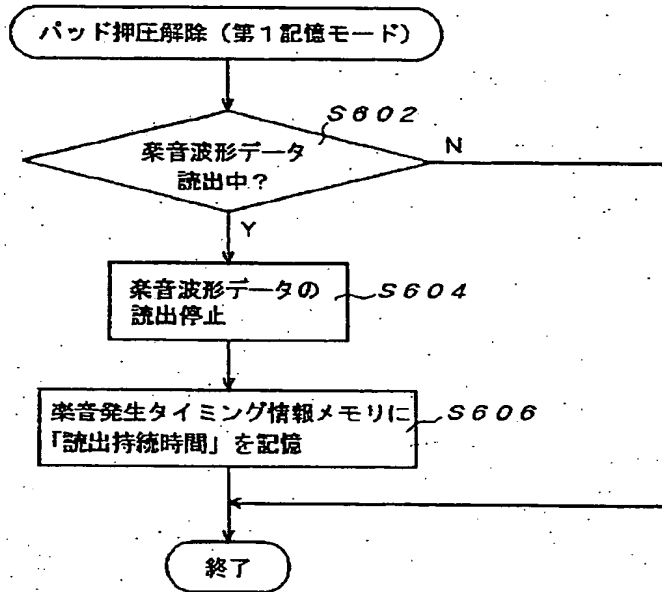 パッド押圧解除（第１記憶モード）
S602
楽音波形データ
読出中？
N
Y
楽音波形データの
読出停止
S604
楽音発生タイミング情報メモリに
「読出持続時間」を記憶
S606
終了